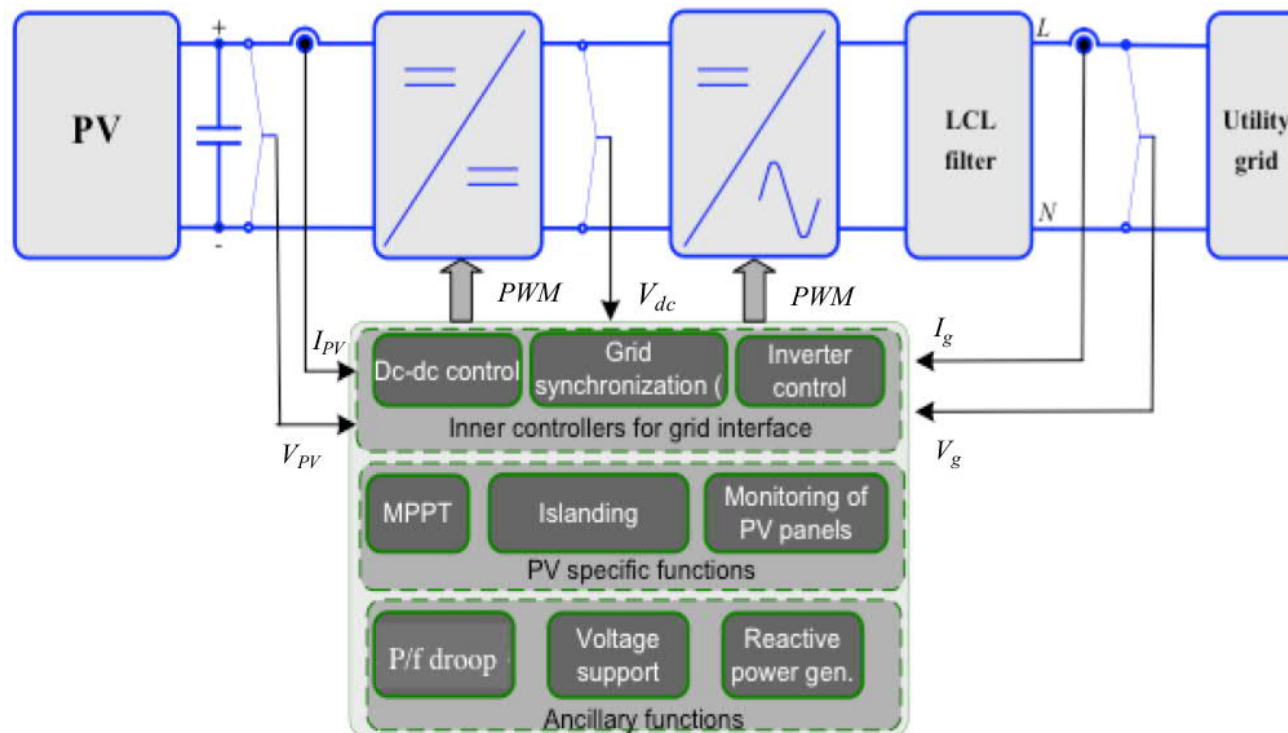 +
PV
-
LCL
filter
L
N
Utility
grid
PWM
V_dc
PWM
I_PV
I_g
Dc-dc control
Grid
synchronization (
Inverter
control
Inner controllers for grid interface
V_PV
V_g
MPPT
Islanding
Monitoring of
PV panels
PV specific functions
P/f droop
Voltage
support
Reactive
power gen.
Ancillary functions